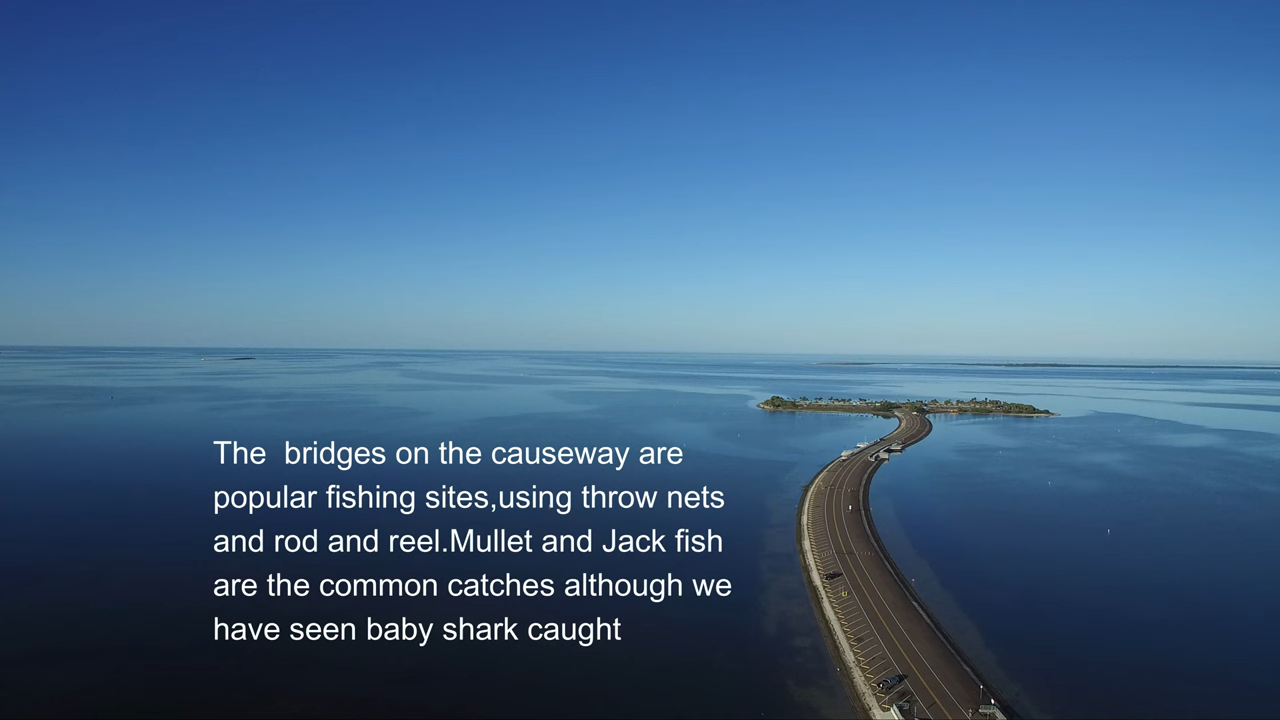 The  bridges on the causeway are
popular fishing sites,using throw nets
and rod and reel.Mullet and Jack fish
are the common catches although we
have seen baby shark caught